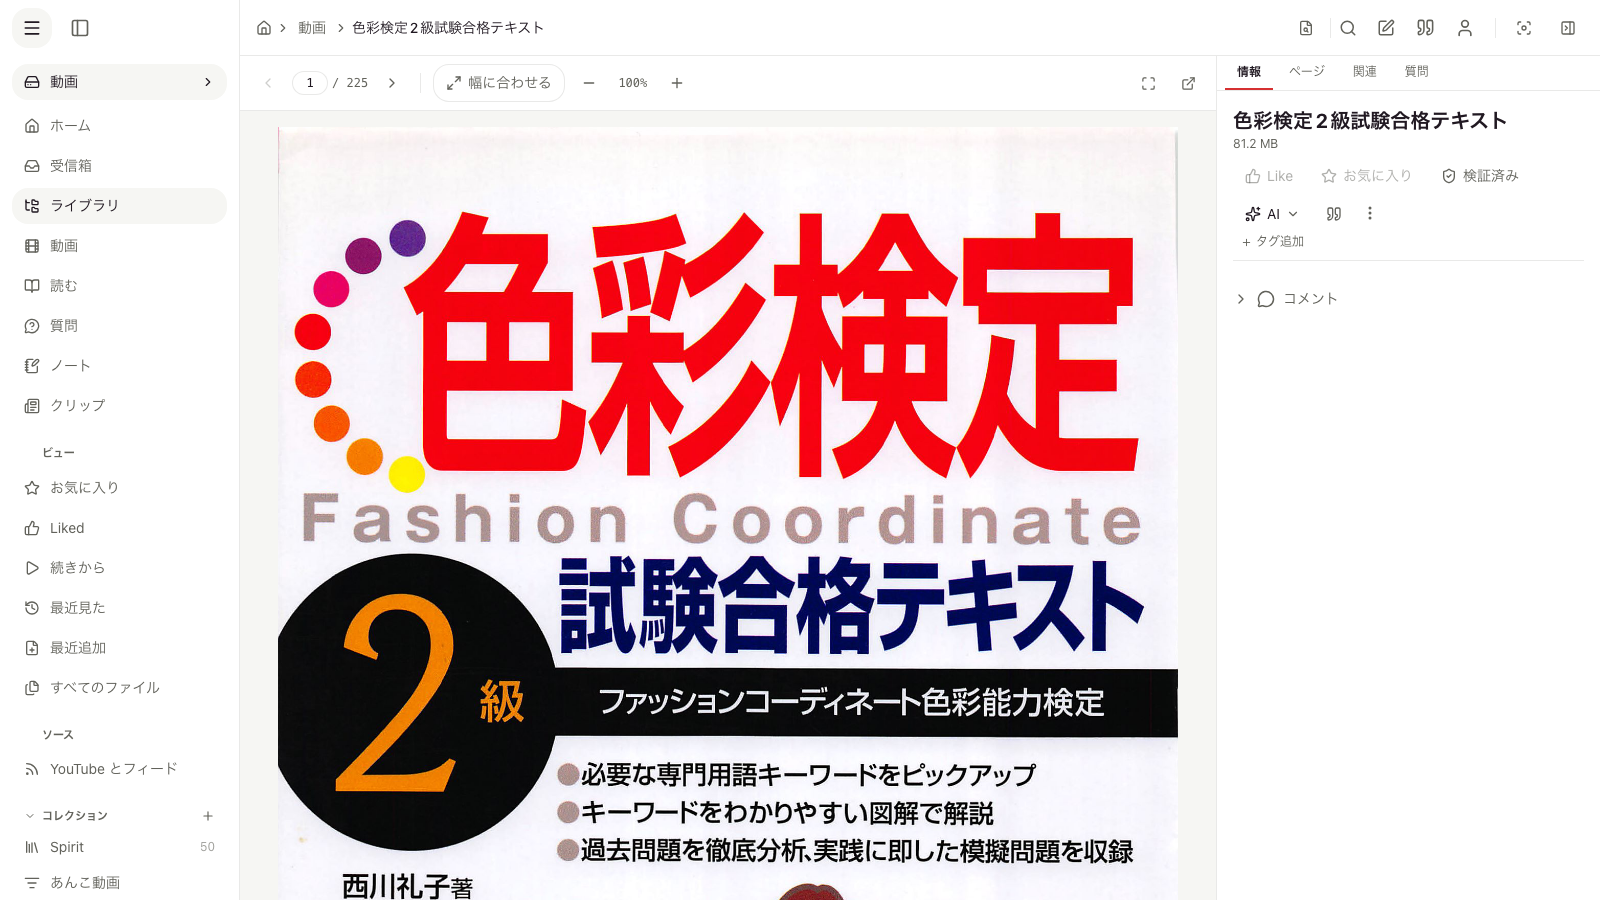 動画
ホーム
受信箱
ライブラリ
動画
読む
質問
ノート
クリップ
ビュー
お気に入り
Liked
続きから
最近見た
最近追加
すべてのファイル
ソース
YouTube とフィード
コレクション
Spirit 50
あんこ動画
動画 色彩検定2級試験合格テキスト
1 / 225 幅に合わせる 100%
色彩検定
Fashion Coordinate
2級
試験合格テキスト
ファッションコーディネート色彩能力検定
●必要な専門用語キーワードをピックアップ
●キーワードをわかりやすい図解で解説
●過去問題を徹底分析、実践に即した模擬問題を収録
西川礼子著
情報 ページ 関連 質問
色彩検定2級試験合格テキスト
81.2 MB
Like お気に入り 検証済み
AI
+ タグ追加
コメント